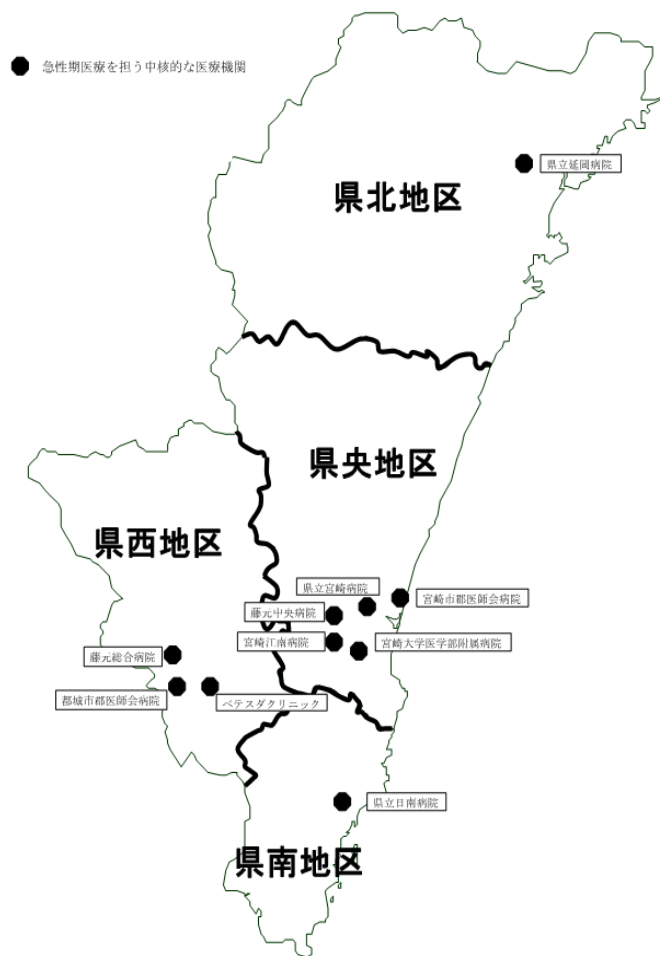 急性期医療を担う中核的な医療機関
県立延岡病院
県北地区
県央地区
県西地区
県立宮崎病院
宮崎市郡医師会病院
藤元中央病院
宮崎江南病院
宮崎大学医学部附属病院
藤元総合病院
都城市郡医師会病院
ベテスダクリニック
県立日南病院
県南地区